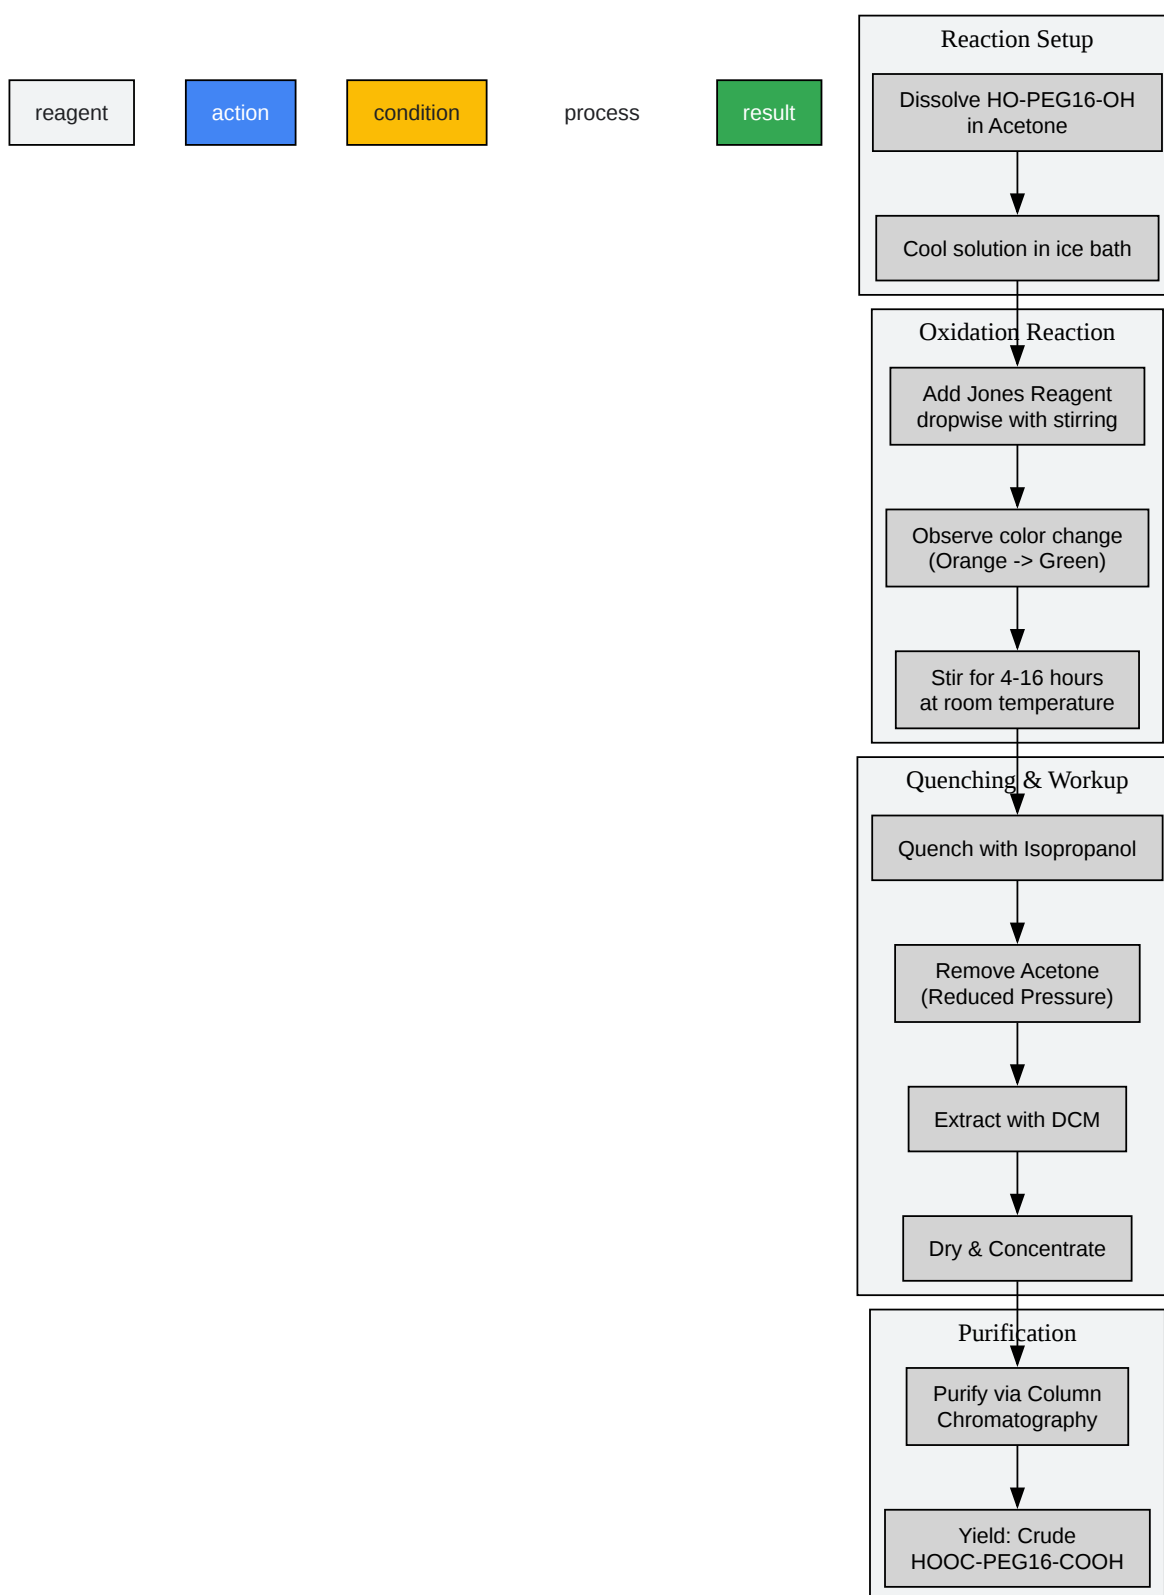 Reaction Setup
reagent
action
condition
process
result
Dissolve HO-PEG16-OH
in Acetone
Cool solution in ice bath
Oxidation Reaction
Add Jones Reagent
dropwise with stirring
Observe color change
(Orange -> Green)
Stir for 4-16 hours
at room temperature
Quenching & Workup
Quench with Isopropanol
Remove Acetone
(Reduced Pressure)
Extract with DCM
Dry & Concentrate
Purification
Purify via Column
Chromatography
Yield: Crude
HOOC-PEG16-COOH